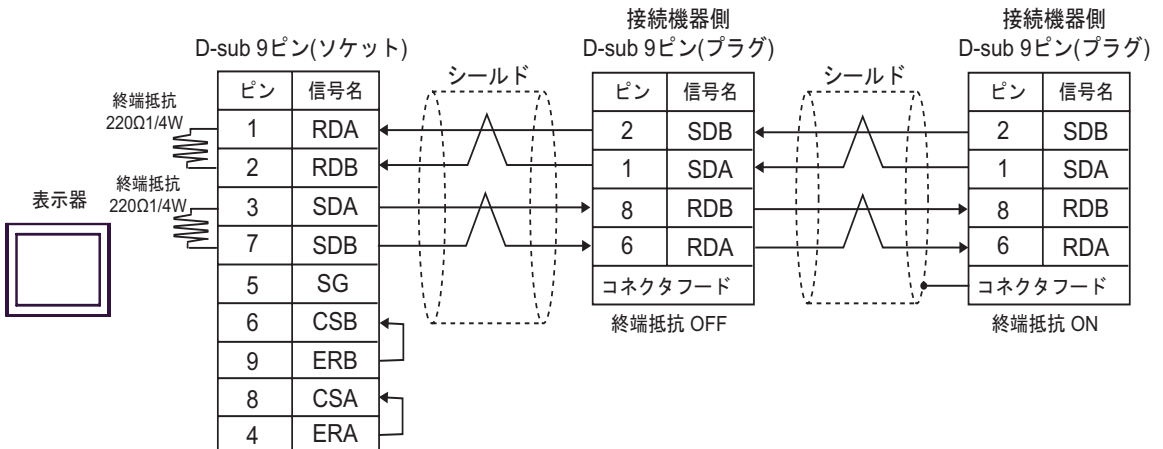 接続機器側
接続機器側
D-sub 9ピン(ソケット)
D-sub 9ピン(プラグ)
D-sub 9ピン(プラグ)
シールド
シールド
終端抵抗
220Ω1/4W
終端抵抗
220Ω1/4W
表示器
ピン 信号名
1 RDA
2 RDB
3 SDA
7 SDB
5 SG
6 CSB
9 ERB
8 CSA
4 ERA
ピン 信号名
2 SDB
1 SDA
8 RDB
6 RDA
コネクタフード
終端抵抗 OFF
ピン 信号名
2 SDB
1 SDA
8 RDB
6 RDA
コネクタフード
終端抵抗 ON